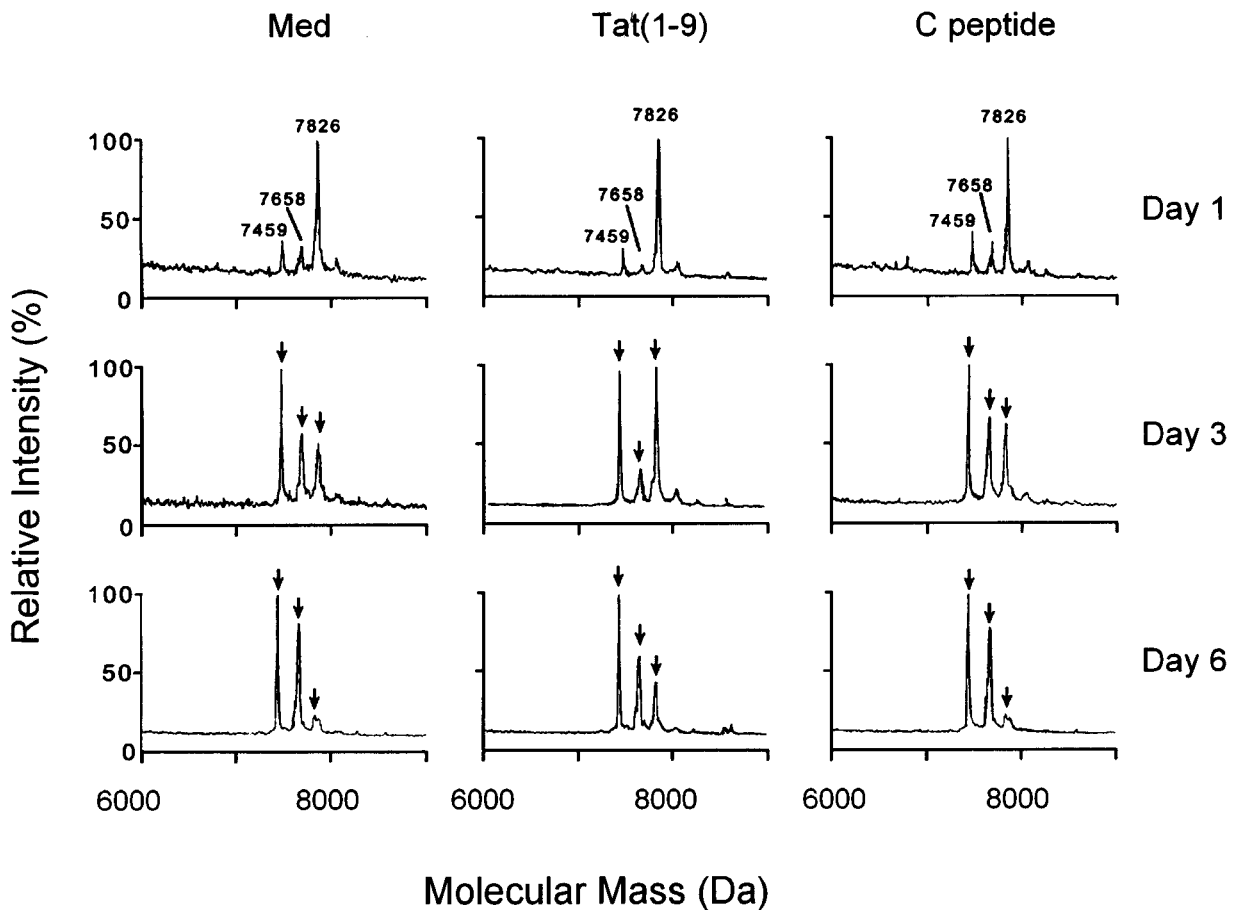 Med Tat(1-9) C peptide
7826 7826 7826
7658 7658 7658
7459 7459 7459
100
50
0
Day 1
100
50
0
Day 3
100
50
0
Day 6
6000 8000 6000 8000 6000 8000
Relative Intensity (%)
Molecular Mass (Da)